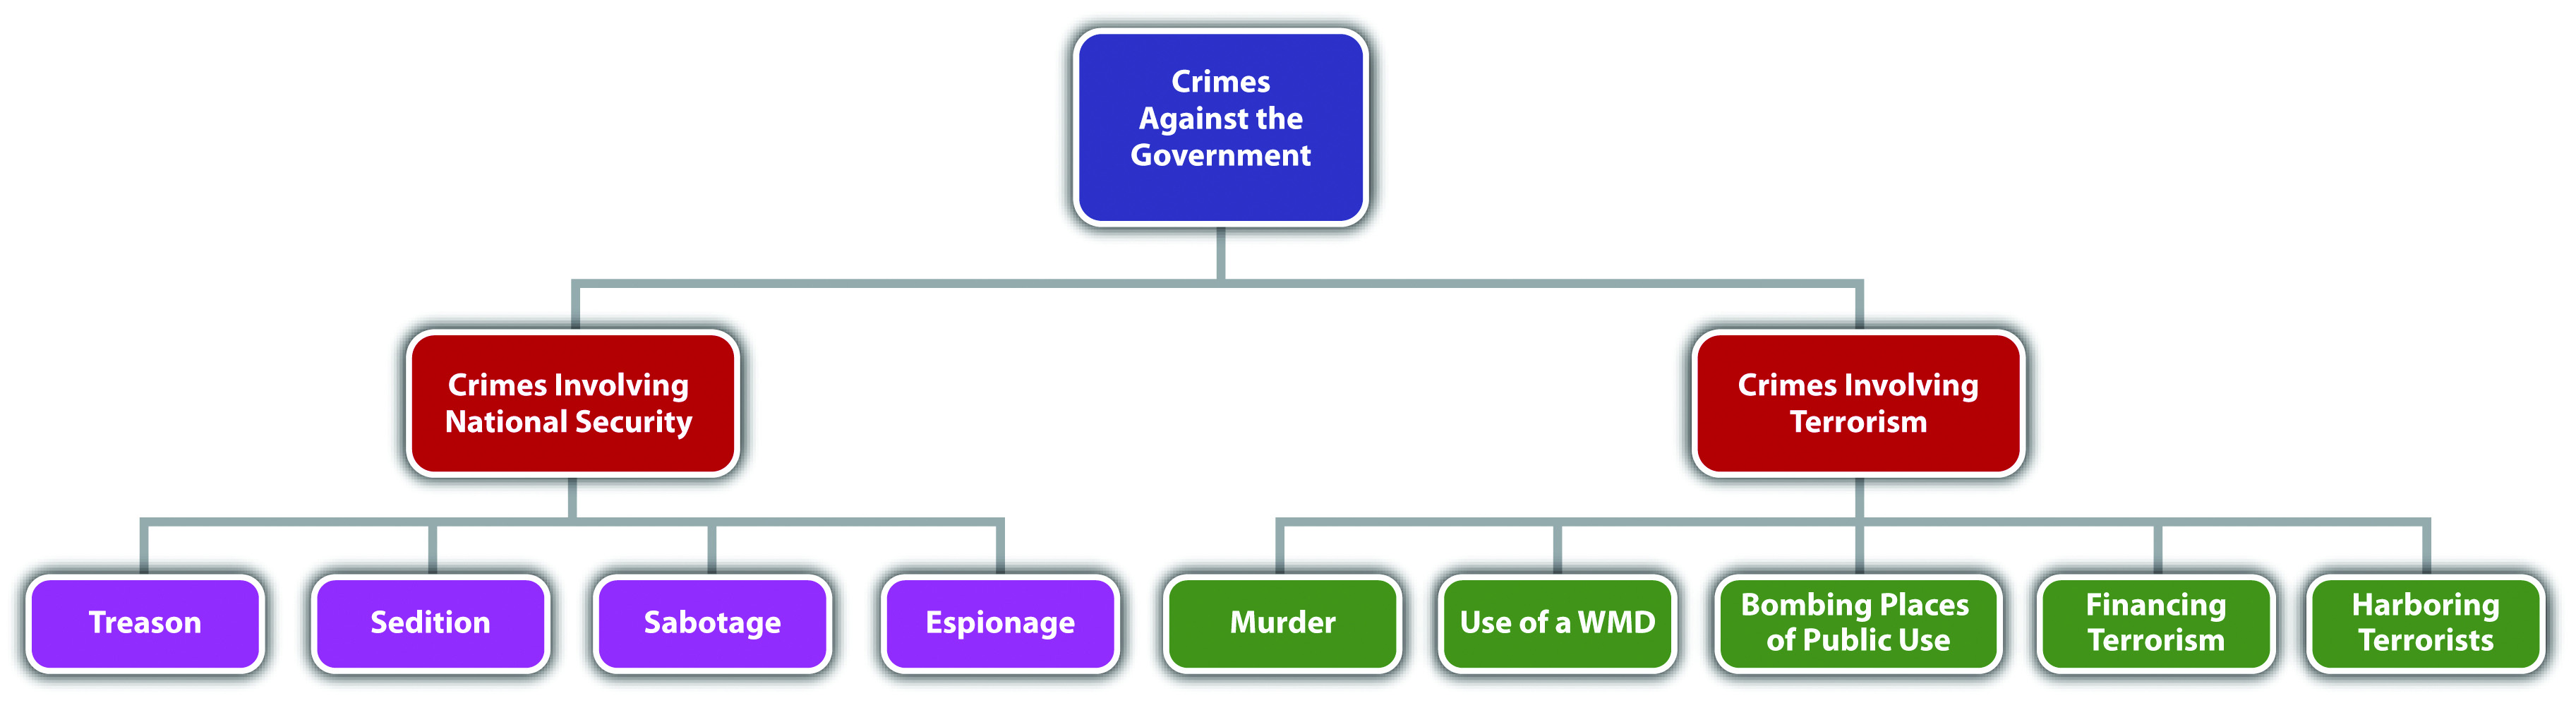 Crimes
Against the
Government
Crimes Involving
National Security
Crimes Involving
Terrorism
Treason
Sedition
Sabotage
Espionage
Murder
Use of a WMD
Bombing Places
of Public Use
Financing
Terrorism
Harboring
Terrorists